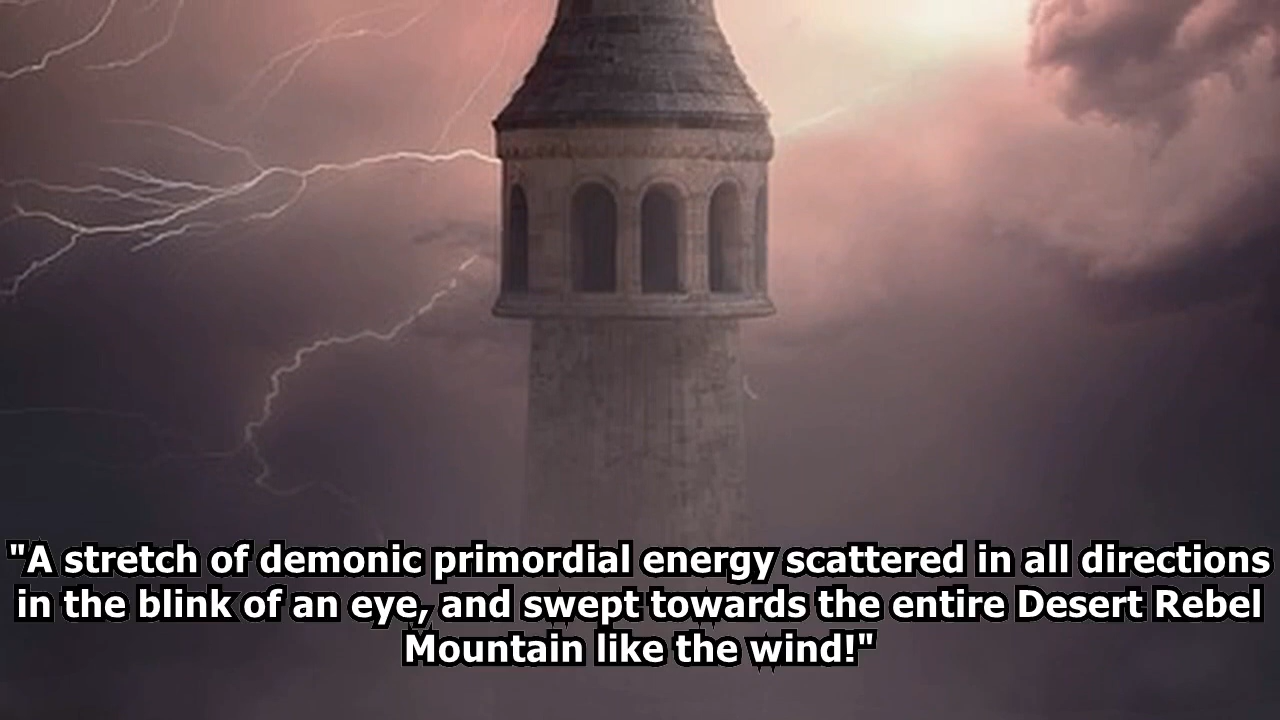 "A stretch of demonic primordial energy scattered in all directions
in the blink of an eye, and swept towards the entire Desert Rebel
Mountain like the wind!"